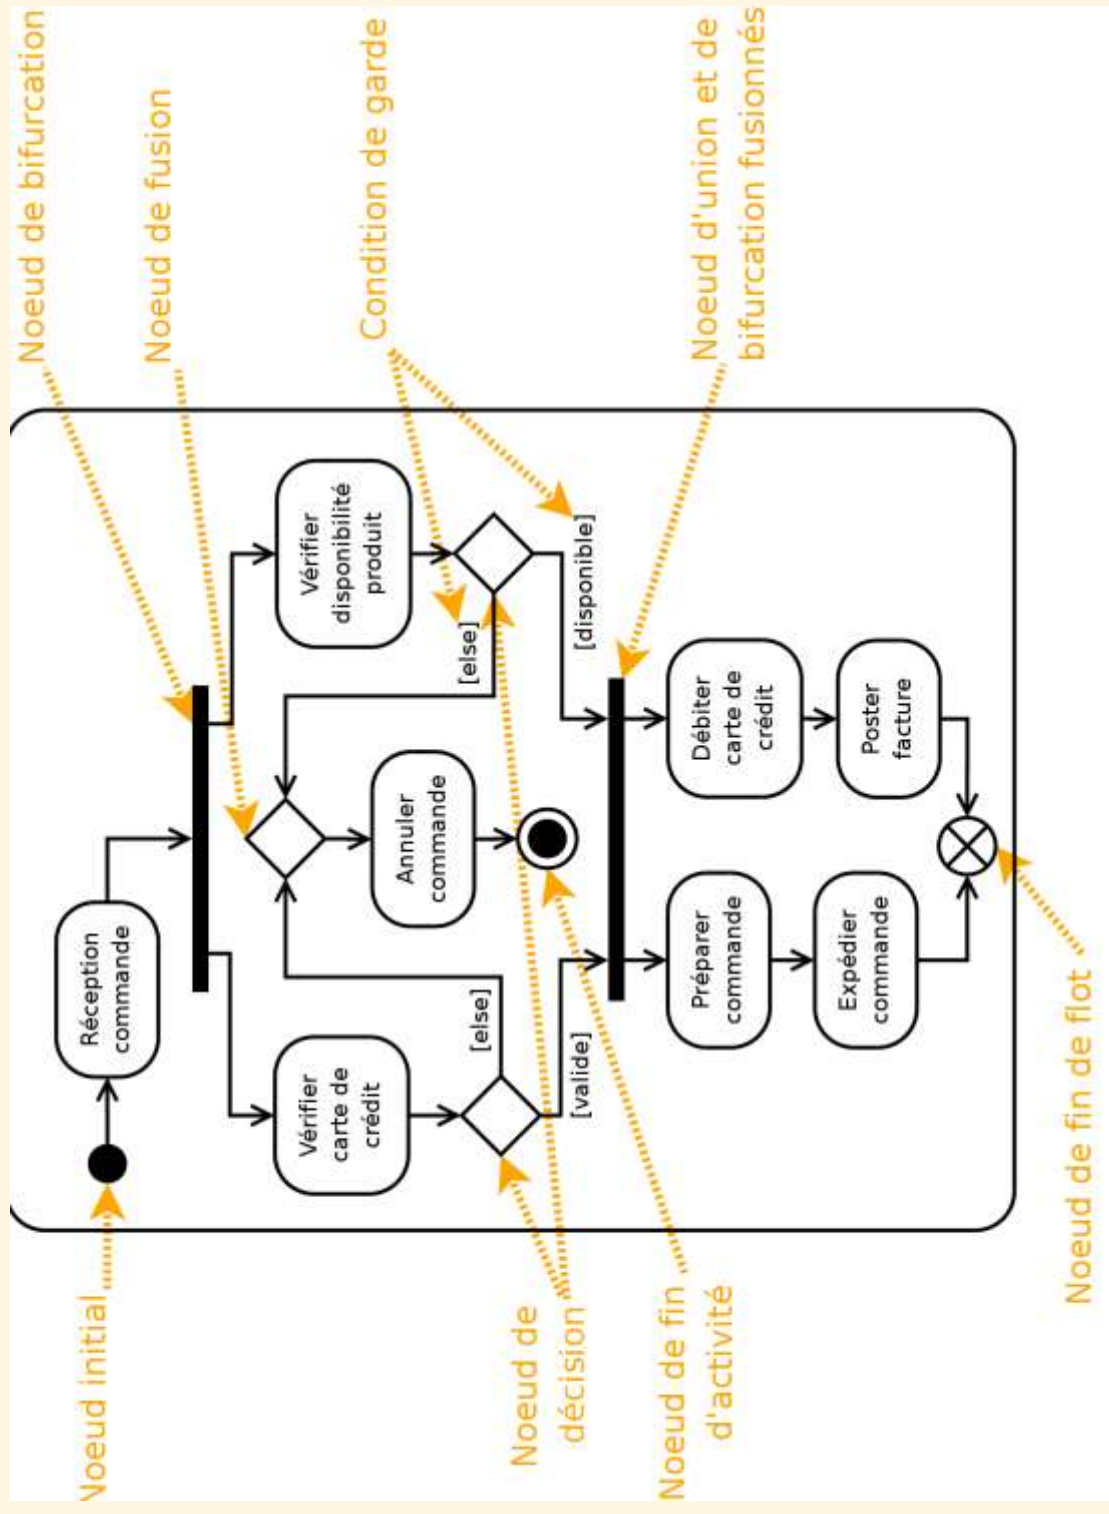 Noeud de bifurcation
Noeud initial
Réception
commande
Noeud de fusion
Vérifier
carte de
crédit
Vérifier
disponibilité
produit
Condition de garde
Annuler
commande
[else]
[else]
Noeud de
décision
[valide]
[disponible]
Noeud de fin
d'activité
Préparer
commande
Débiter
carte de
crédit
Noeud d'union et de
bifurcation fusionnés
Expédier
commande
Poster
facture
Noeud de fin de flot